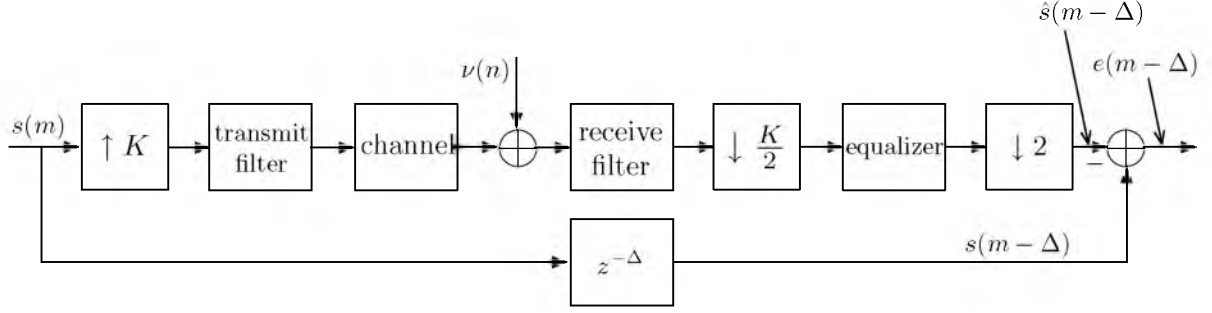 ŝ(m − Δ)
e(m − Δ)
ν(n)
s(m)
↑ K
transmit
filter
channel
receive
filter
↓ K/2
equalizer
↓ 2
−
z^{−Δ}
s(m − Δ)